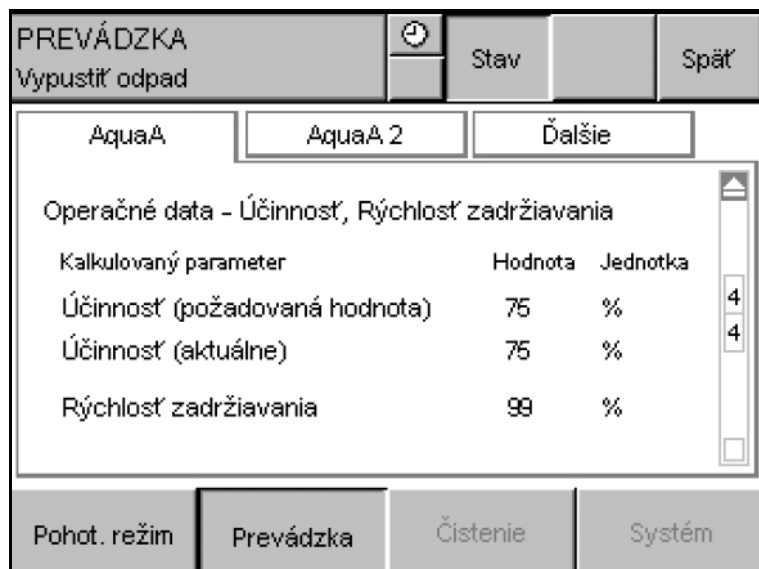 PREVÁDZKA
Vypustiť odpad
Stav
Späť
AquaA
AquaA 2
Ďalšie
Operačné data - Účinnosť, Rýchlosť zadržiavania
Kalkulovaný parameter Hodnota Jednotka
Účinnosť (požadovaná hodnota) 75 %
Účinnosť (aktuálne) 75 %
Rýchlosť zadržiavania 99 %
4
4
Pohot. režim
Prevádzka
Čistenie
Systém